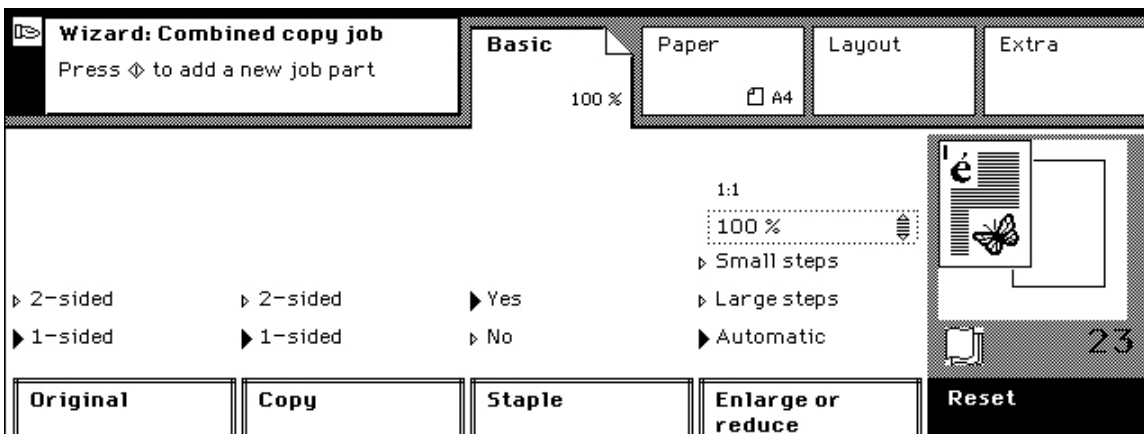 Wizard: Combined copy job
Press to add a new job part
Basic
100 %
Paper
A4
Layout
Extra
é
1:1
100 %
Small steps
2-sided 2-sided Yes Large steps
1-sided 1-sided No Automatic
23
Original Copy Staple Enlarge or
reduce
Reset